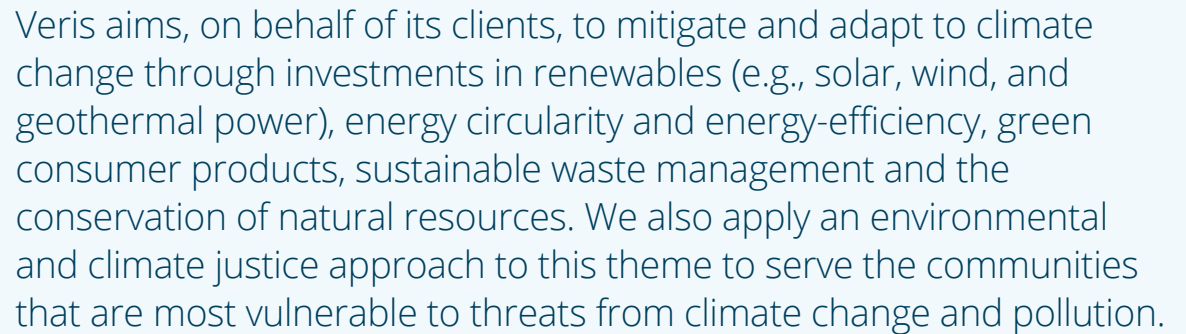 Veris aims, on behalf of its clients, to mitigate and adapt to climate
change through investments in renewables (e.g., solar, wind, and
geothermal power), energy circularity and energy-efficiency, green
consumer products, sustainable waste management and the
conservation of natural resources. We also apply an environmental
and climate justice approach to this theme to serve the communities
that are most vulnerable to threats from climate change and pollution.